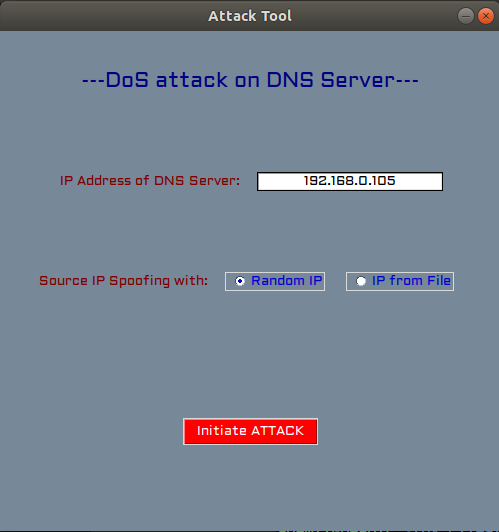 Attack Tool
---DoS attack on DNS Server---
IP Address of DNS Server: 192.168.0.105
Source IP Spoofing with: Random IP IP from File
Initiate ATTACK